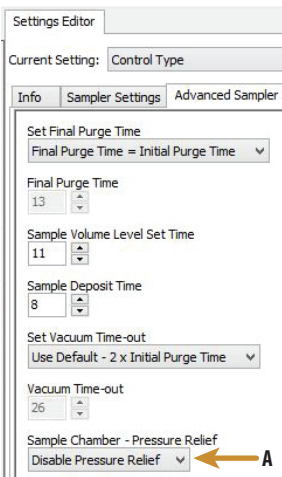 Settings Editor
Current Setting: Control Type
Info Sampler Settings Advanced Sampler
Set Final Purge Time
Final Purge Time = Initial Purge Time
Final Purge Time
13
Sample Volume Level Set Time
11
Sample Deposit Time
8
Set Vacuum Time-out
Use Default - 2 x Initial Purge Time
Vacuum Time-out
26
Sample Chamber - Pressure Relief
Disable Pressure Relief A